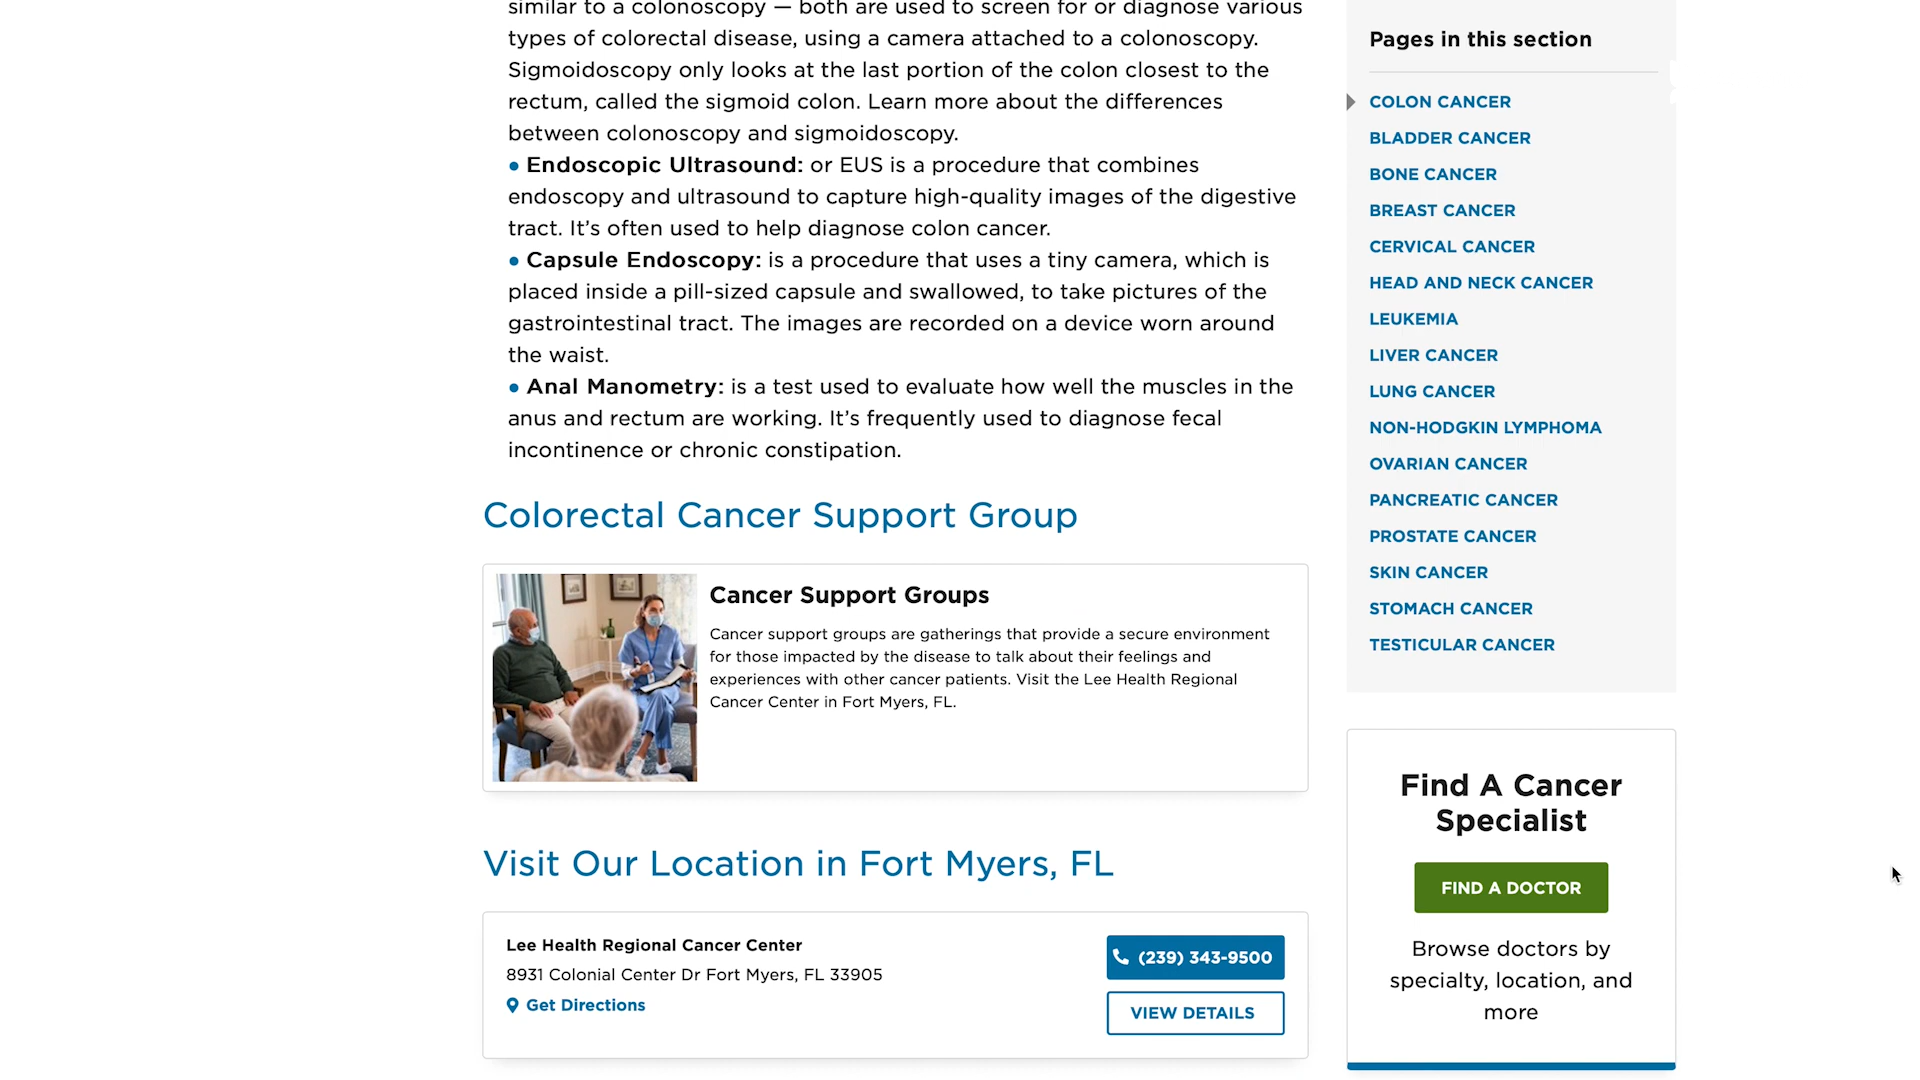 similar to a colonoscopy — both are used to screen for or diagnose various
types of colorectal disease, using a camera attached to a colonoscopy.
Sigmoidoscopy only looks at the last portion of the colon closest to the
rectum, called the sigmoid colon. Learn more about the differences
between colonoscopy and sigmoidoscopy.
• Endoscopic Ultrasound: or EUS is a procedure that combines
endoscopy and ultrasound to capture high-quality images of the digestive
tract. It’s often used to help diagnose colon cancer.
• Capsule Endoscopy: is a procedure that uses a tiny camera, which is
placed inside a pill-sized capsule and swallowed, to take pictures of the
gastrointestinal tract. The images are recorded on a device worn around
the waist.
• Anal Manometry: is a test used to evaluate how well the muscles in the
anus and rectum are working. It’s frequently used to diagnose fecal
incontinence or chronic constipation.
Colorectal Cancer Support Group
Cancer Support Groups
Cancer support groups are gatherings that provide a secure environment
for those impacted by the disease to talk about their feelings and
experiences with other cancer patients. Visit the Lee Health Regional
Cancer Center in Fort Myers, FL.
Visit Our Location in Fort Myers, FL
Lee Health Regional Cancer Center
8931 Colonial Center Dr Fort Myers, FL 33905
Get Directions
(239) 343-9500
VIEW DETAILS
Pages in this section
COLON CANCER
BLADDER CANCER
BONE CANCER
BREAST CANCER
CERVICAL CANCER
HEAD AND NECK CANCER
LEUKEMIA
LIVER CANCER
LUNG CANCER
NON-HODGKIN LYMPHOMA
OVARIAN CANCER
PANCREATIC CANCER
PROSTATE CANCER
SKIN CANCER
STOMACH CANCER
TESTICULAR CANCER
Find A Cancer
Specialist
FIND A DOCTOR
Browse doctors by
specialty, location, and
more